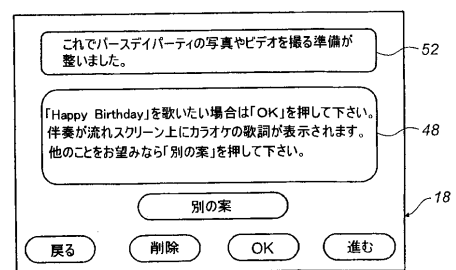 これでバースデイパーティの写真やビデオを撮る準備が
整いました。
52
「Happy Birthday」を歌いたい場合は「OK」を押して下さい。
伴奏が流れスクリーン上にカラオケの歌詞が表示されます。
他のことをお望みなら「別の案」を押して下さい。
48
別の案
18
戻る
削除
OK
進む